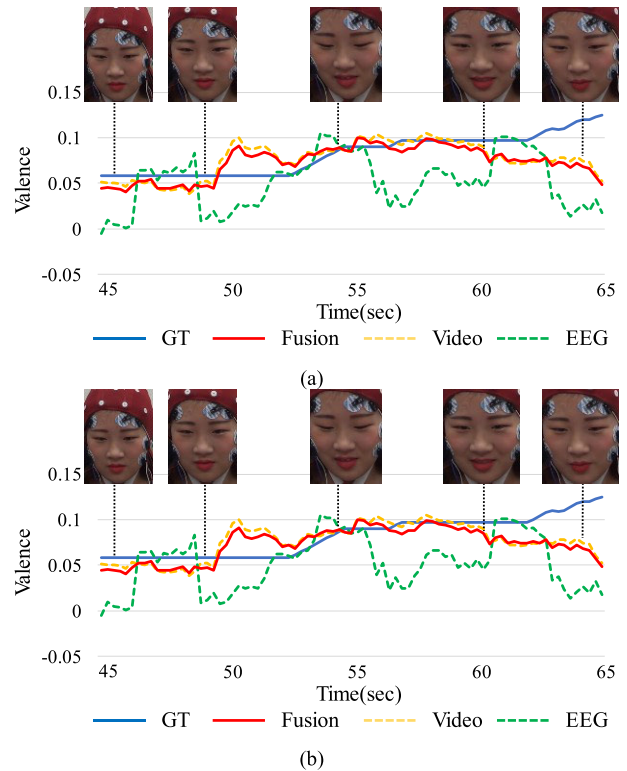 0.15
0.1
0.05
0
-0.05
Valence
45 50 55 60 65
Time(sec)
GT Fusion Video EEG
(a)
0.15
0.1
0.05
0
-0.05
Valence
45 50 55 60 65
Time(sec)
GT Fusion Video EEG
(b)